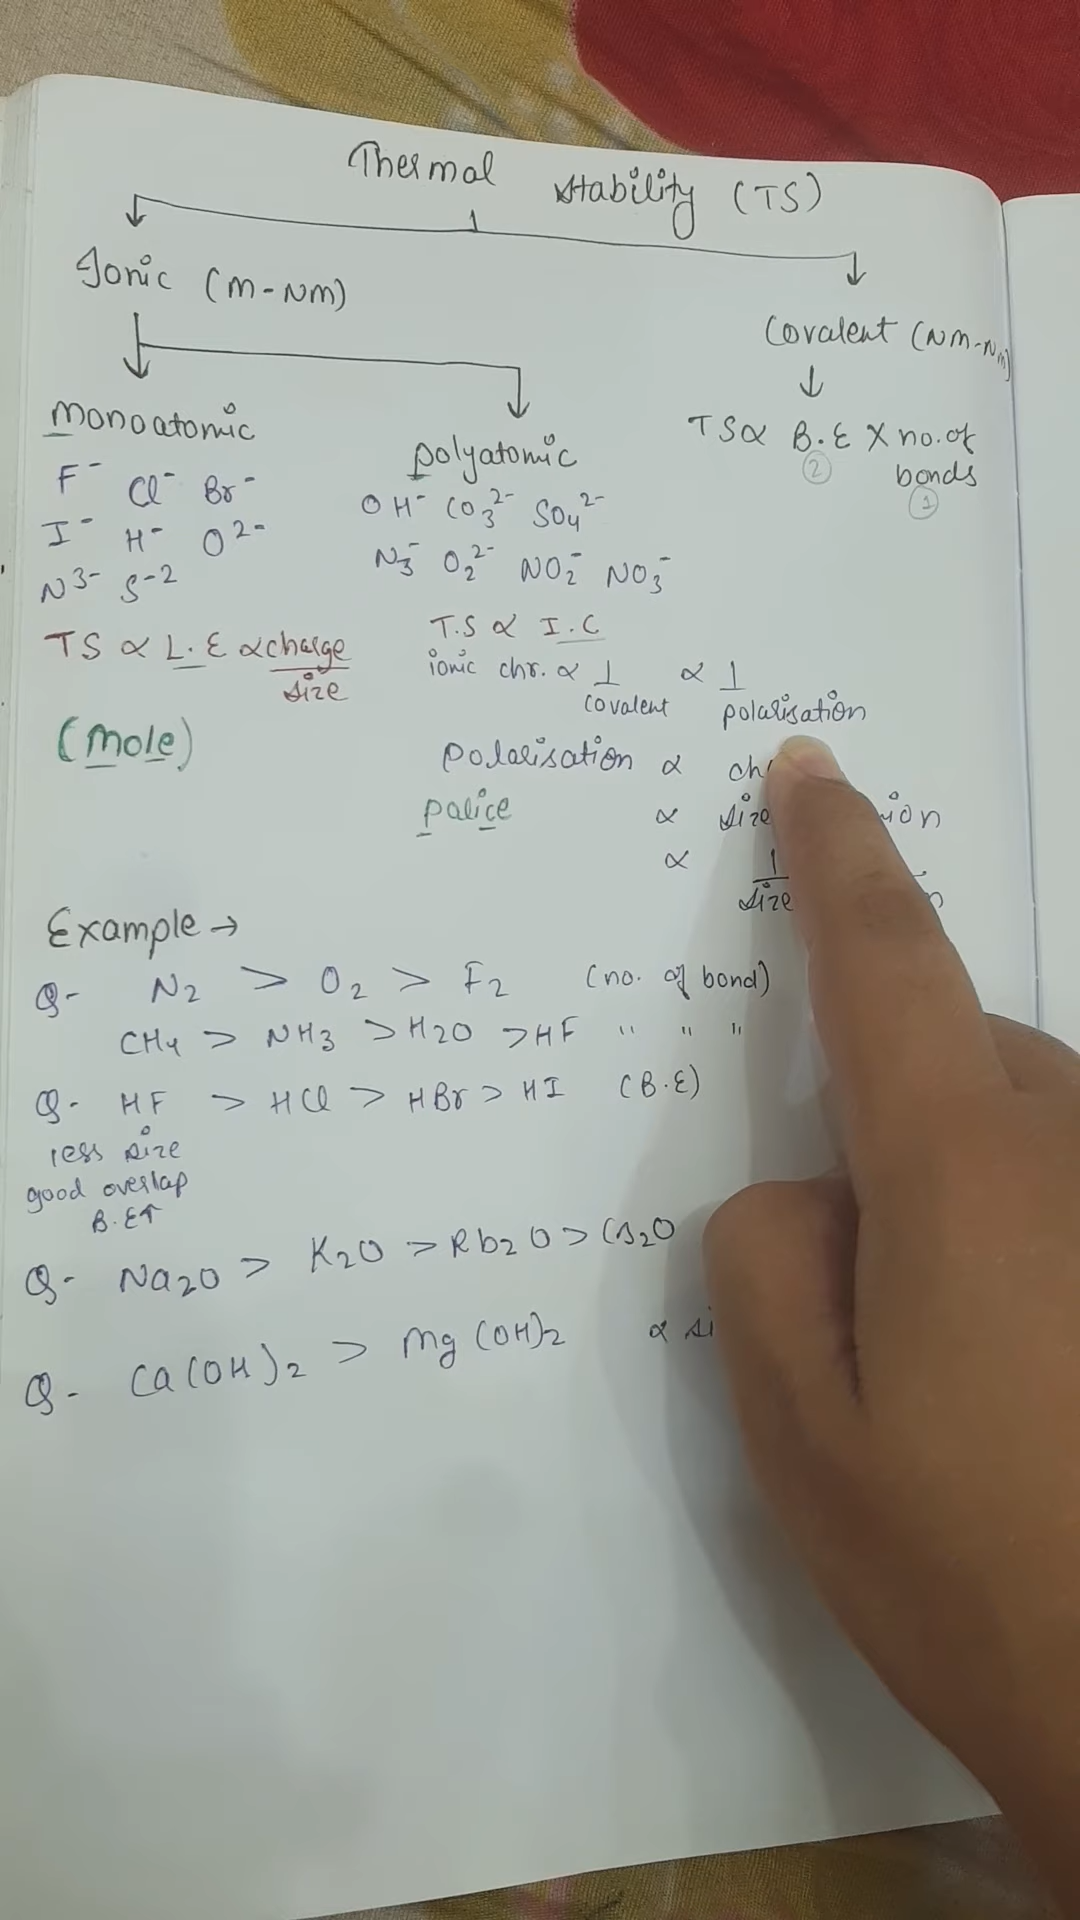 Thermal stability (TS)
Ionic (M-NM)
Covalent (NM-Nm)
Monoatomic
F⁻ Cl⁻ Br⁻
I⁻ H⁻ O²⁻
N³⁻ S⁻²
TS ∝ L.E ∝ charge
size
(Mole)
polyatomic
OH⁻ CO₃²⁻ SO₄²⁻
N₃⁻ O₂²⁻ NO₂⁻ NO₃⁻
T.S ∝ I.C
ionic chr. ∝ 1 ∝ 1
covalent polarisation
polarisation ∝
palice ∝ size
∝ 1
size
TS∝ B.E X no. of
bonds
2
1
Example →
Q- N₂ > O₂ > F₂ (no. of bond)
CH₄ > NH₃ > H₂O > HF " " "
Q- HF > HCl > HBr > HI (B.E)
less size
good overlap
B.E↑
Q- Na₂O > K₂O > Rb₂O > Cs₂O
Q- Ca(OH)₂ > Mg(OH)₂ ∝